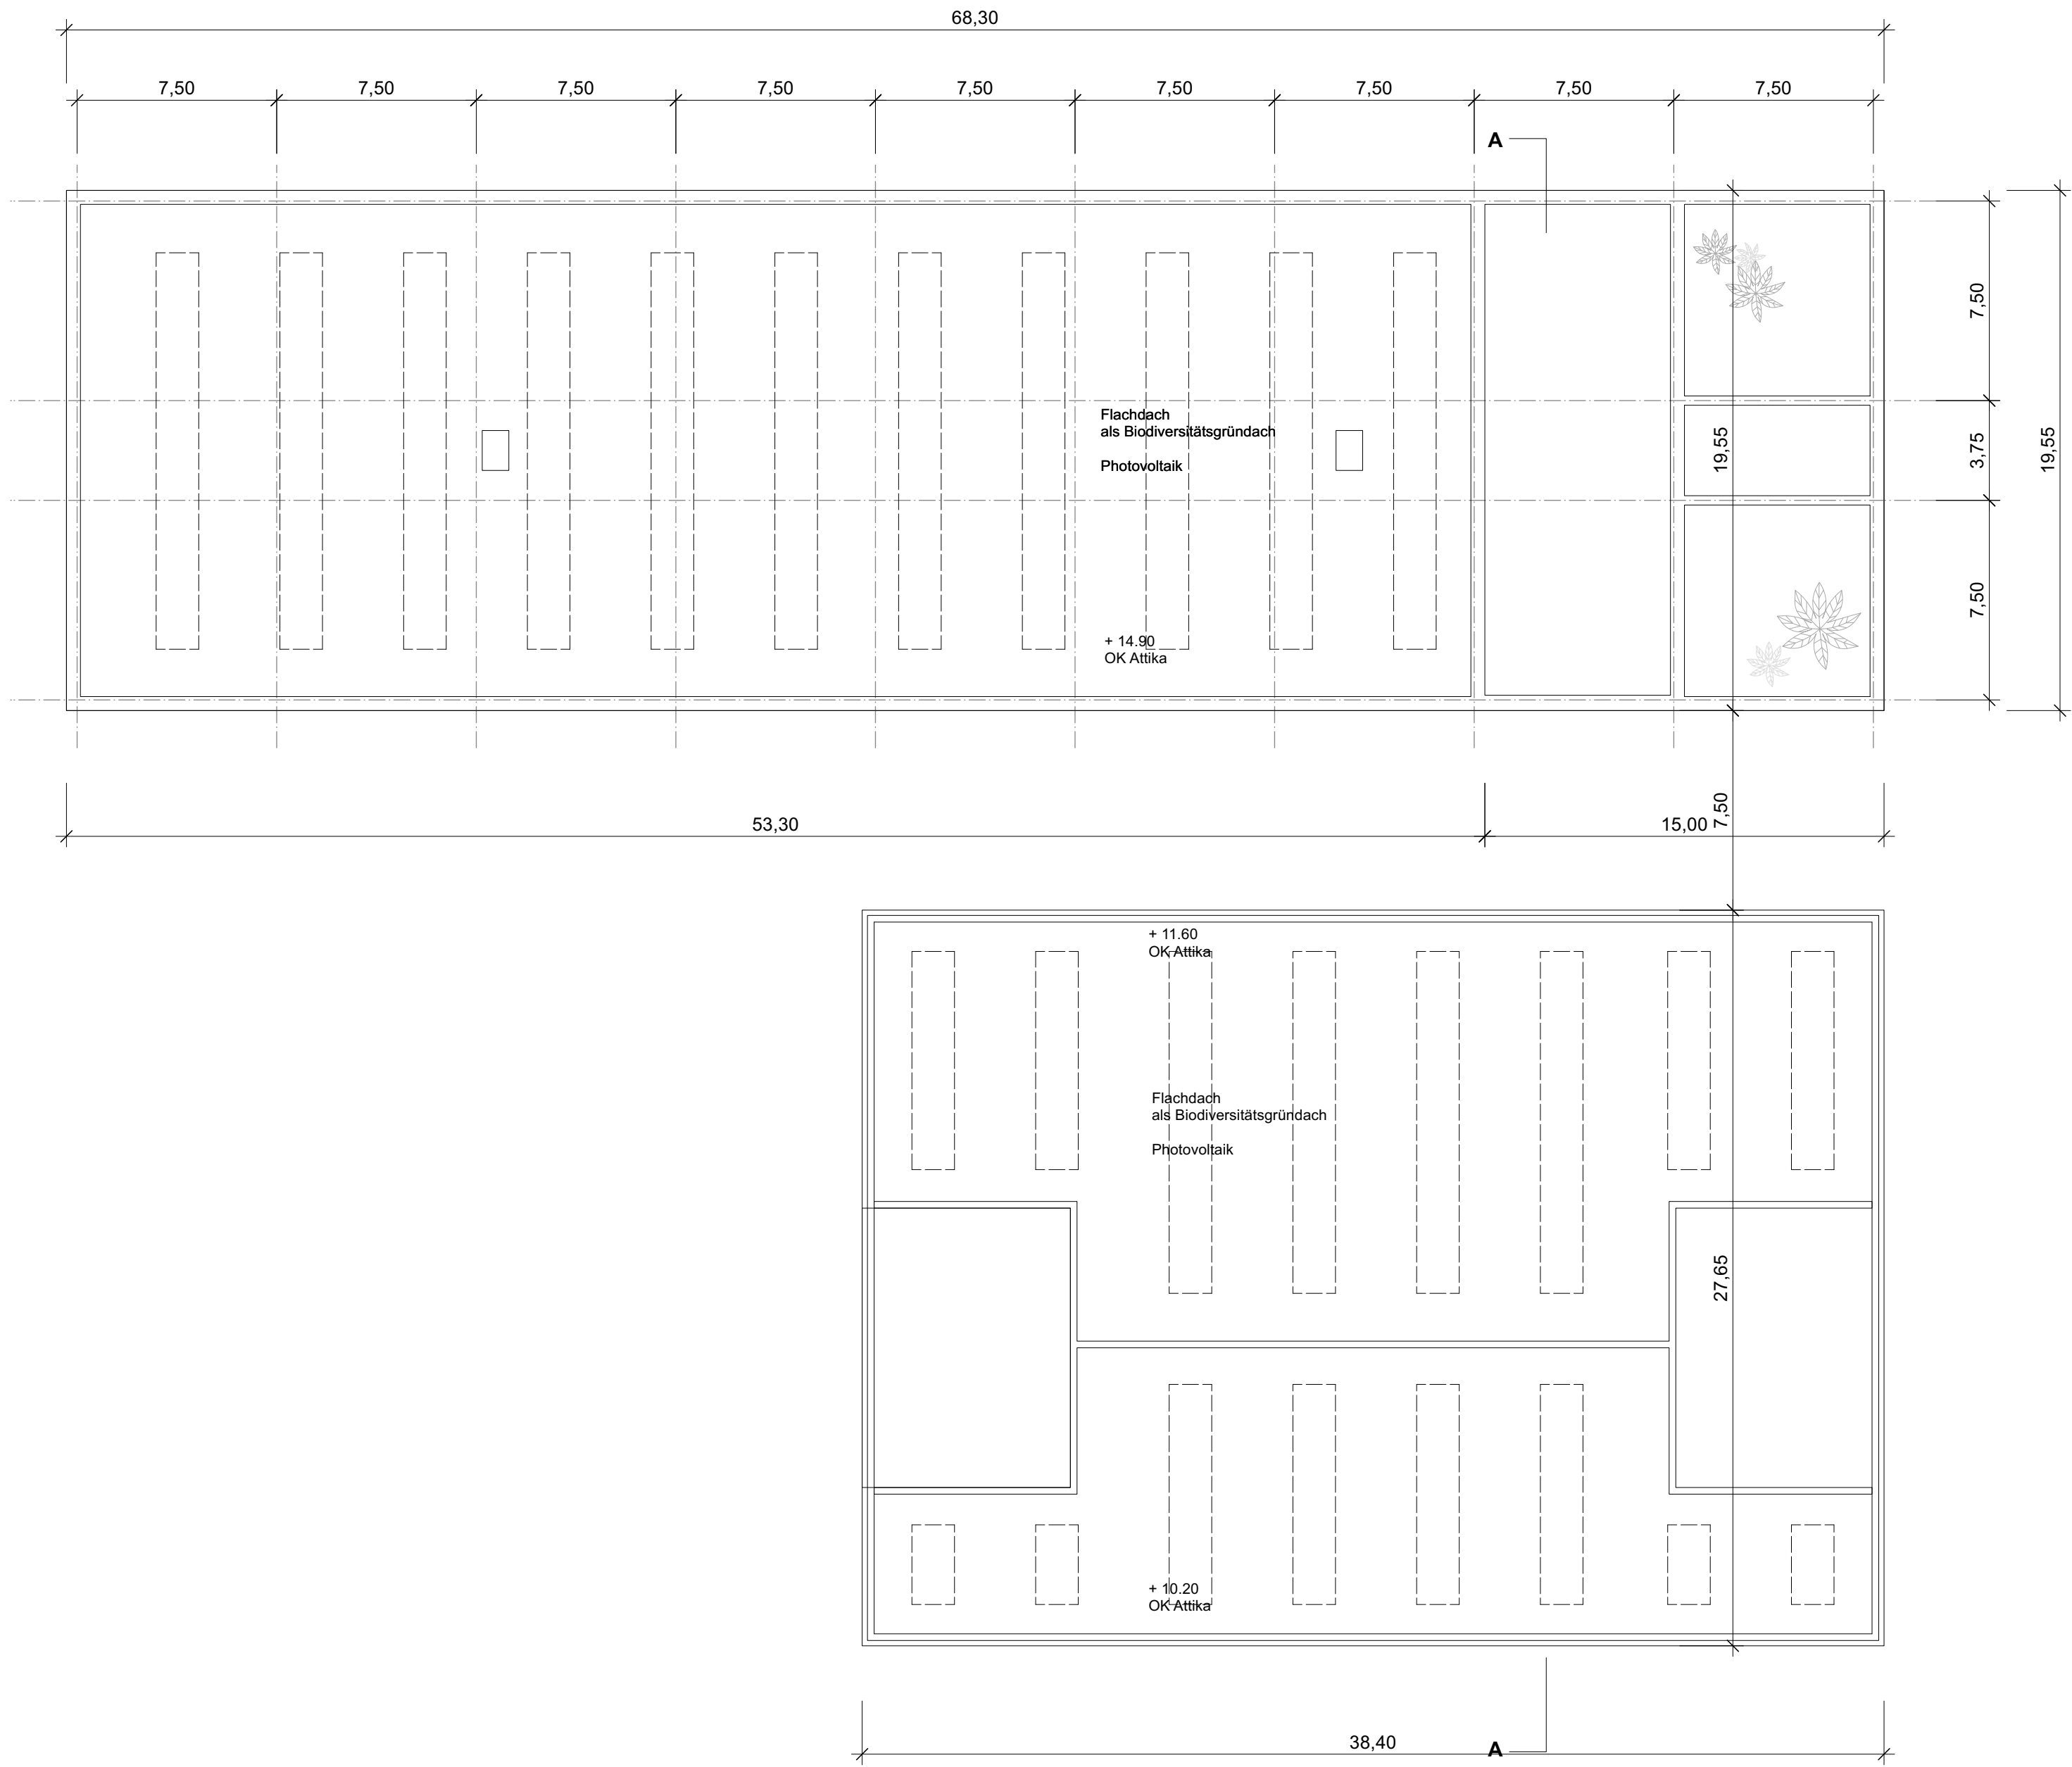 68,30
7,50
7,50
7,50
7,50
7,50
7,50
7,50
7,50
7,50
A
7,50
Flachdach
als Biodiversitätsgründach
Photovoltaik
19,55
3,75
19,55
7,50
+ 14.90
OK Attika
53,30
15,00
7,50
+ 11.60
OK Attika
Flachdach
als Biodiversitätsgründach
Photovoltaik
27,65
+ 10.20
OK Attika
38,40
A